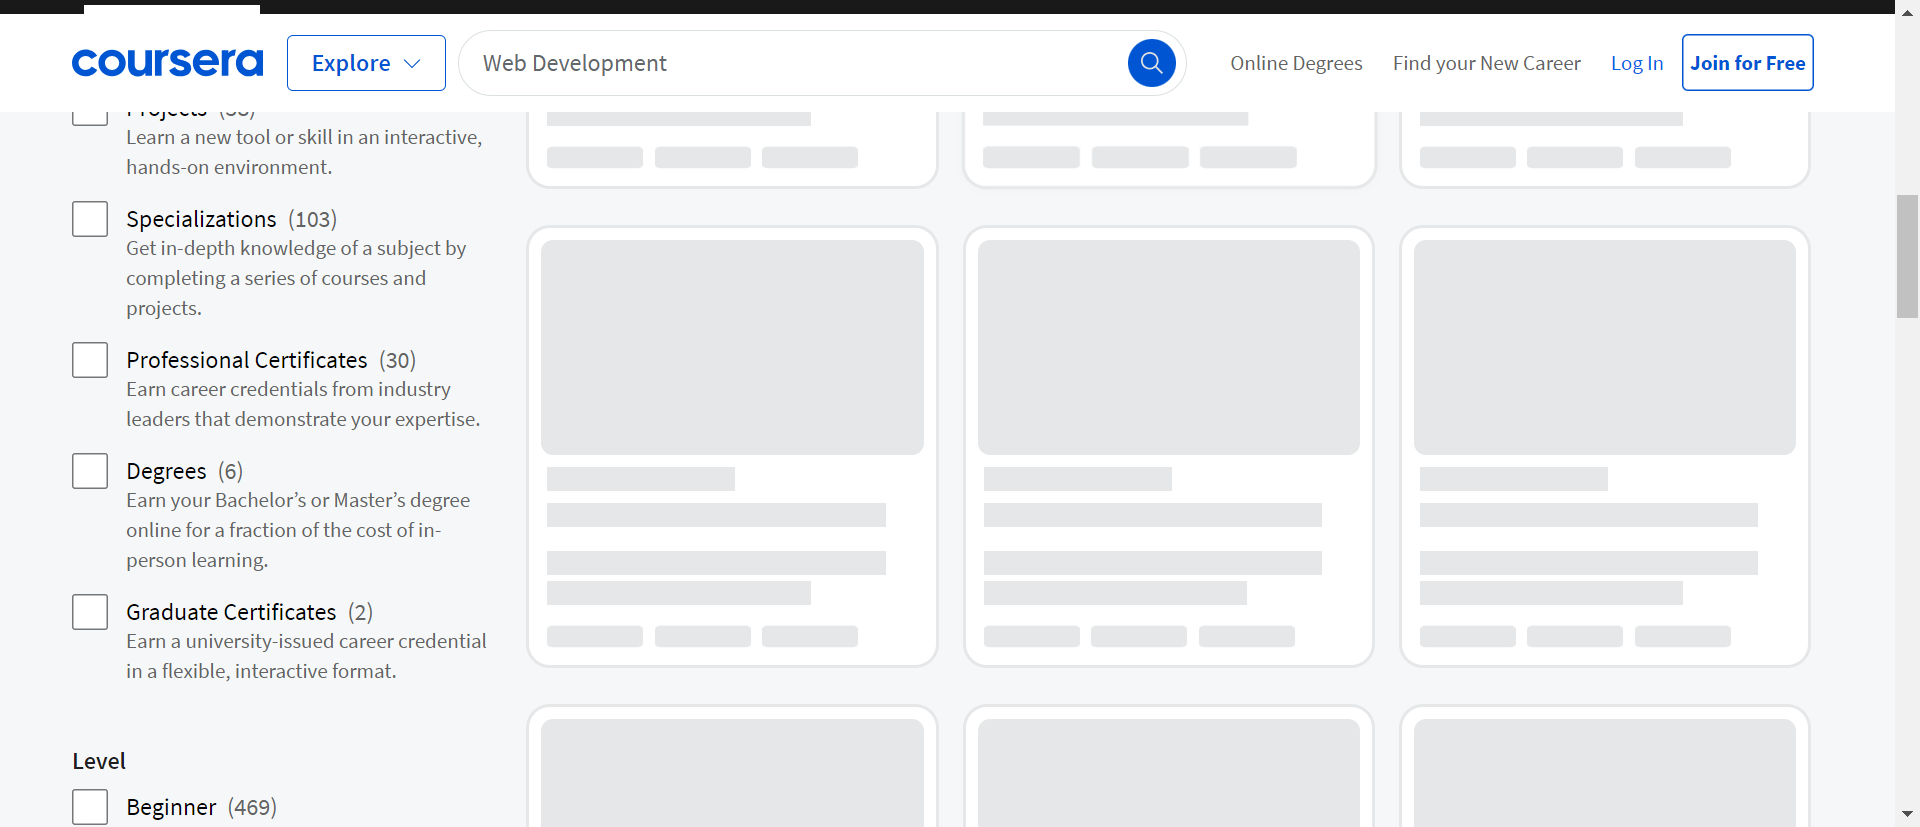 coursera
Explore
Web Development
Online Degrees
Find your New Career
Log In
Join for Free
Projects
Learn a new tool or skill in an interactive,
hands-on environment.
Specializations (103)
Get in-depth knowledge of a subject by
completing a series of courses and
projects.
Professional Certificates (30)
Earn career credentials from industry
leaders that demonstrate your expertise.
Degrees (6)
Earn your Bachelor’s or Master’s degree
online for a fraction of the cost of in-
person learning.
Graduate Certificates (2)
Earn a university-issued career credential
in a flexible, interactive format.
Level
Beginner (469)